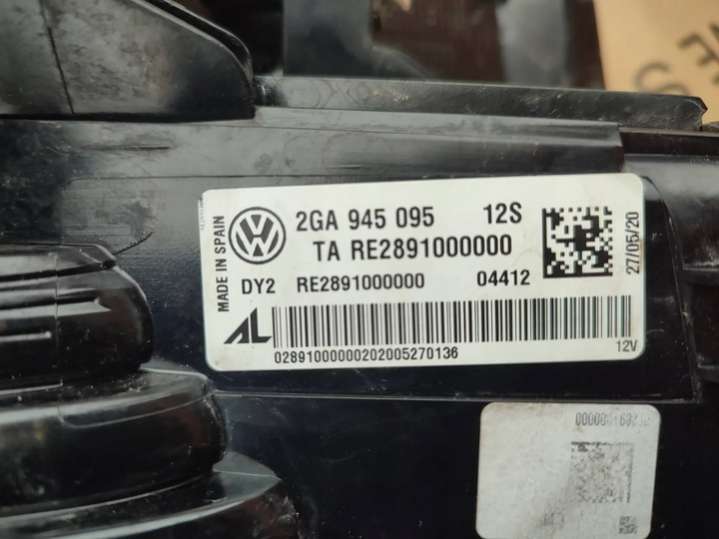 MADE IN SPAIN
2GA 945 095 12S
TA RE2891000000
DY2 RE2891000000 04412
27/05/20
AL
02891000000202005270136
12V